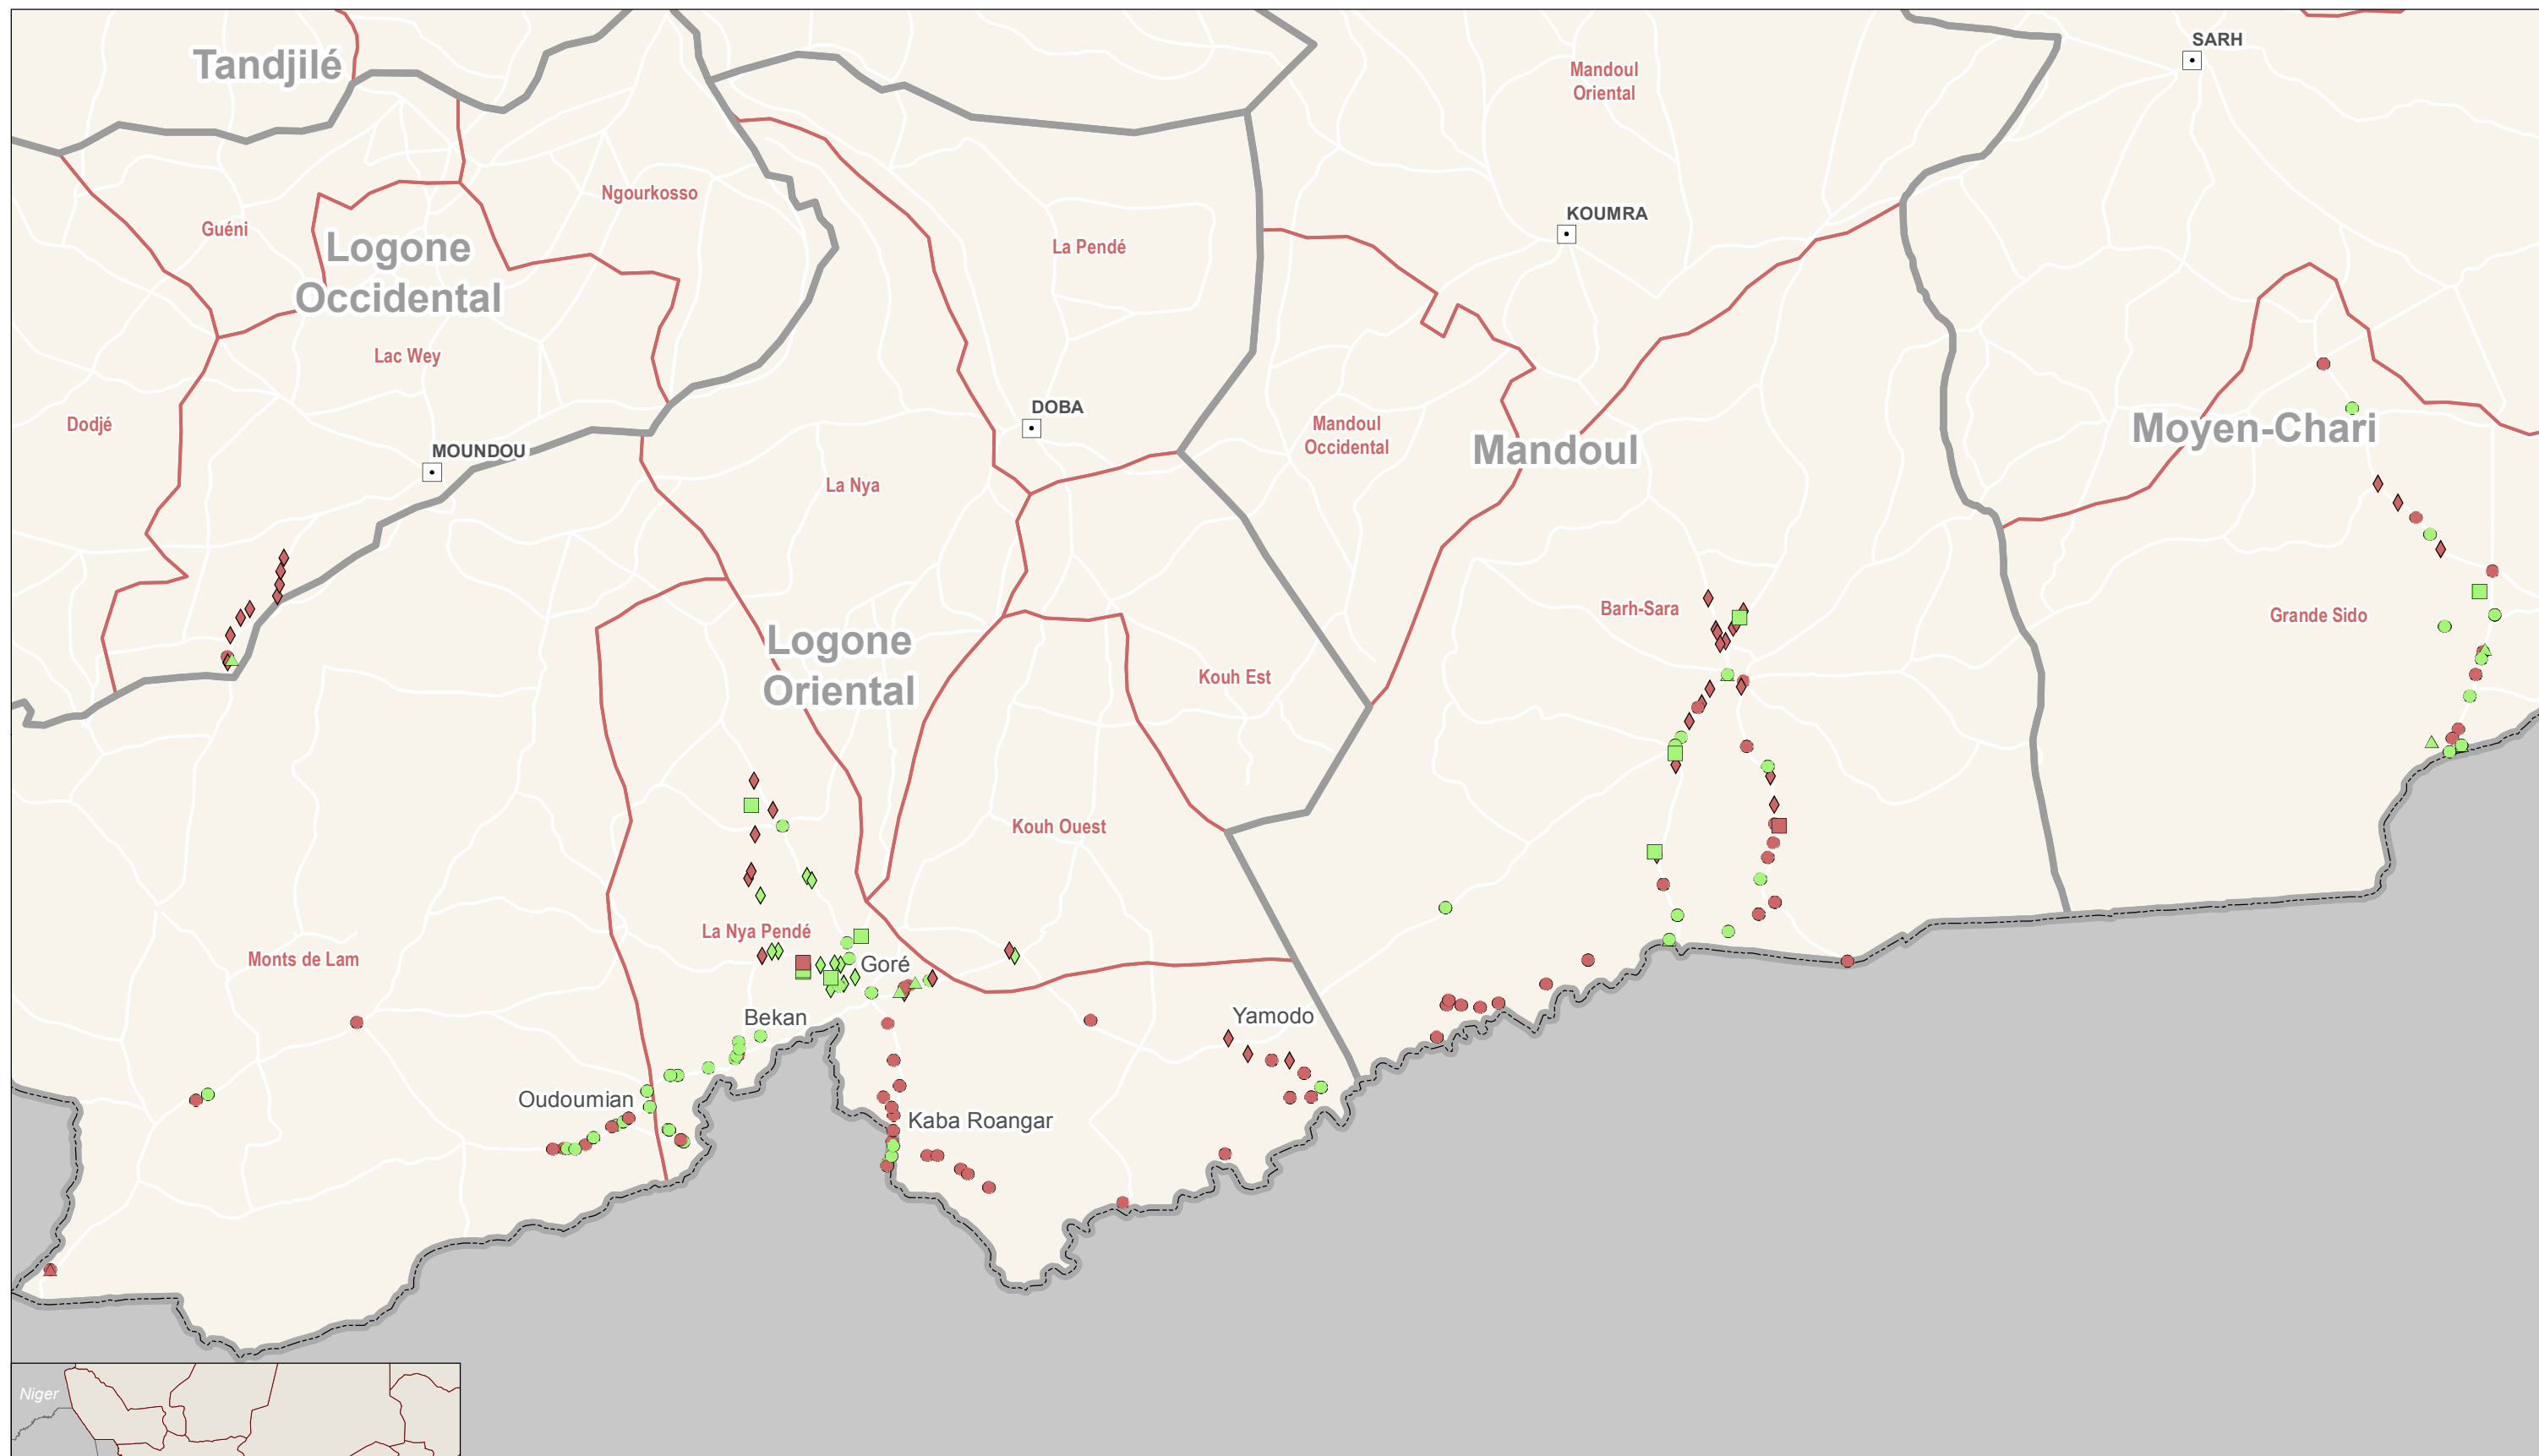 SARH
Tandjilé
Mandoul
Oriental
Ngourkosso
KOUMRA
Guéni
Logone
Occidental
La Pendé
Lac Wey
DOBA
Dodjé
Mandoul
Occidental
Moyen-Chari
MOUNDOU
Mandoul
La Nya
Barh-Sara
Grande Sido
Logone
Oriental
Kouh Est
Kouh Ouest
La Nya Pendé
Monts de Lam
Goré
Bekan
Yamodo
Oudoumian
Kaba Roangar
Niger